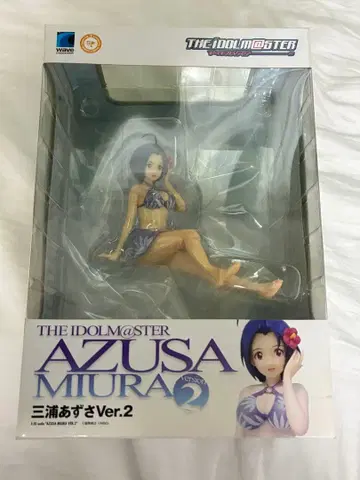 wave
THE IDOLM@STER
THE IDOLM@STER
AZUSA
MIURA version 2
三浦あずさVer.2